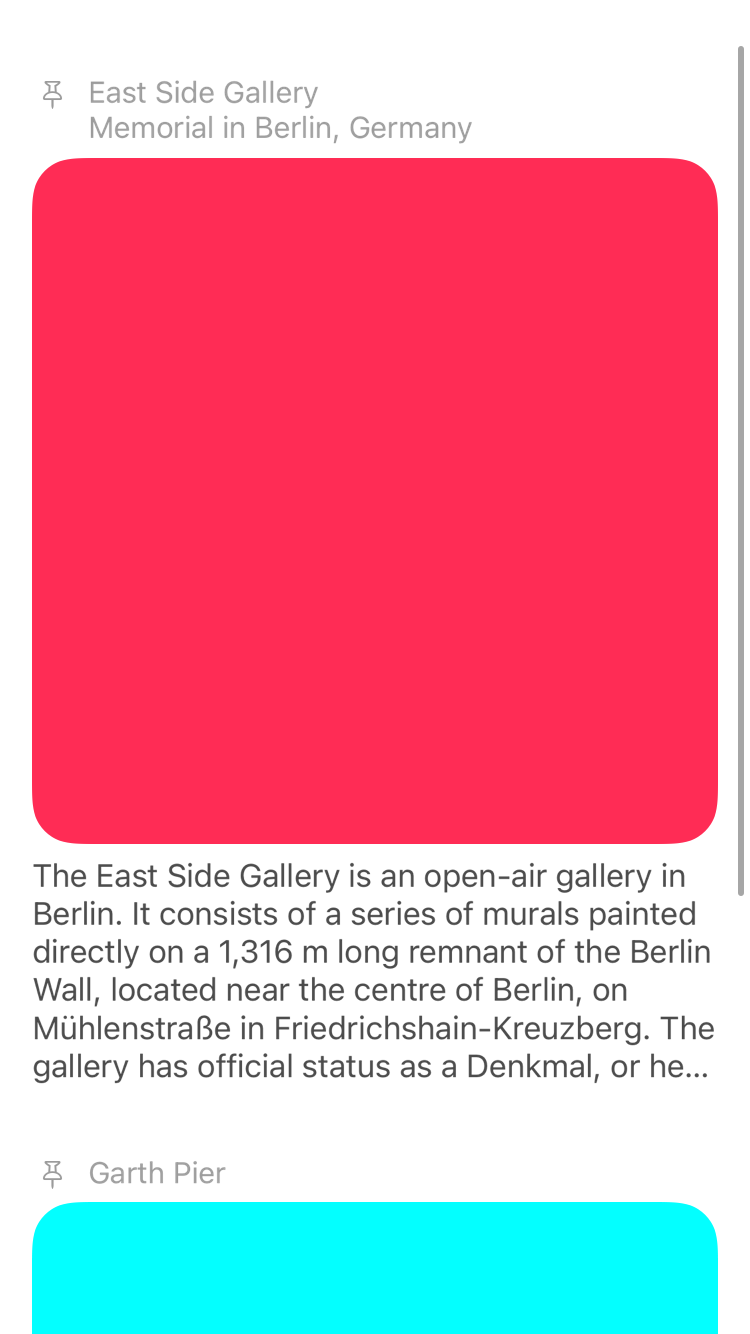 East Side Gallery
Memorial in Berlin, Germany
The East Side Gallery is an open-air gallery in
Berlin. It consists of a series of murals painted
directly on a 1,316 m long remnant of the Berlin
Wall, located near the centre of Berlin, on
Mühlenstraße in Friedrichshain-Kreuzberg. The
gallery has official status as a Denkmal, or he...
Garth Pier